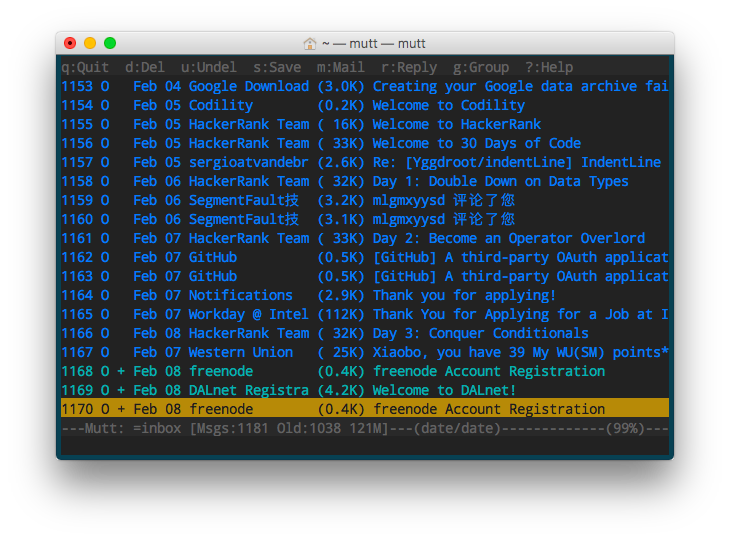 ~ — mutt — mutt
q:Quit  d:Del  u:Undel  s:Save  m:Mail  r:Reply  g:Group  ?:Help
1153 O   Feb 04 Google Download (3.0K) Creating your Google data archive fai
1154 O   Feb 05 Codility        (0.2K) Welcome to Codility
1155 O   Feb 05 HackerRank Team ( 16K) Welcome to HackerRank
1156 O   Feb 05 HackerRank Team ( 33K) Welcome to 30 Days of Code
1157 O   Feb 05 sergioatvandebr (2.6K) Re: [Yggdroot/indentLine] IndentLine
1158 O   Feb 06 HackerRank Team ( 32K) Day 1: Double Down on Data Types
1159 O   Feb 06 SegmentFault技  (3.2K) mlgmxyysd 评论了您
1160 O   Feb 06 SegmentFault技  (3.1K) mlgmxyysd 评论了您
1161 O   Feb 07 HackerRank Team ( 33K) Day 2: Become an Operator Overlord
1162 O   Feb 07 GitHub          (0.5K) [GitHub] A third-party OAuth applicat
1163 O   Feb 07 GitHub          (0.5K) [GitHub] A third-party OAuth applicat
1164 O   Feb 07 Notifications   (2.9K) Thank you for applying!
1165 O   Feb 07 Workday @ Intel (112K) Thank You for Applying for a Job at I
1166 O   Feb 08 HackerRank Team ( 32K) Day 3: Conquer Conditionals
1167 O   Feb 07 Western Union   ( 25K) Xiaobo, you have 39 My WU(SM) points*
1168 O + Feb 08 freenode        (0.4K) freenode Account Registration
1169 O + Feb 08 DALnet Registra (4.2K) Welcome to DALnet!
1170 O + Feb 08 freenode        (0.4K) freenode Account Registration
---Mutt: =inbox [Msgs:1181 Old:1038 121M]---(date/date)-------------(99%)---